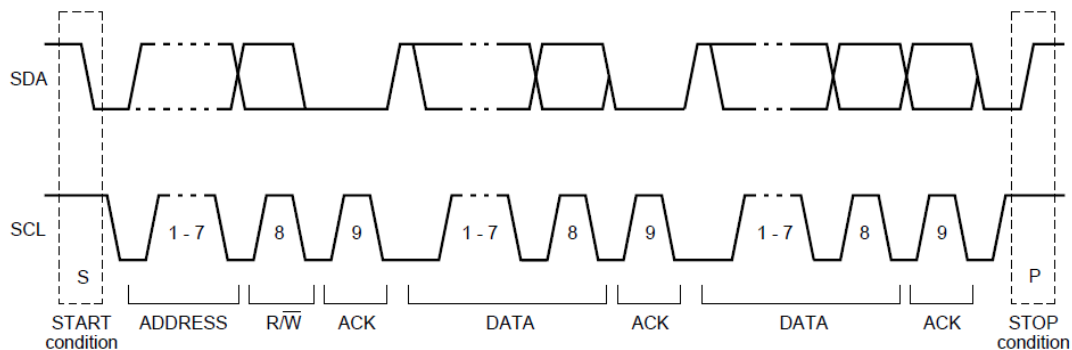 SDA
SCL
1 - 7
8
9
1 - 7
8
9
1 - 7
8
9
S
P
START
condition
ADDRESS
R/W̅
ACK
DATA
ACK
DATA
ACK
STOP
condition